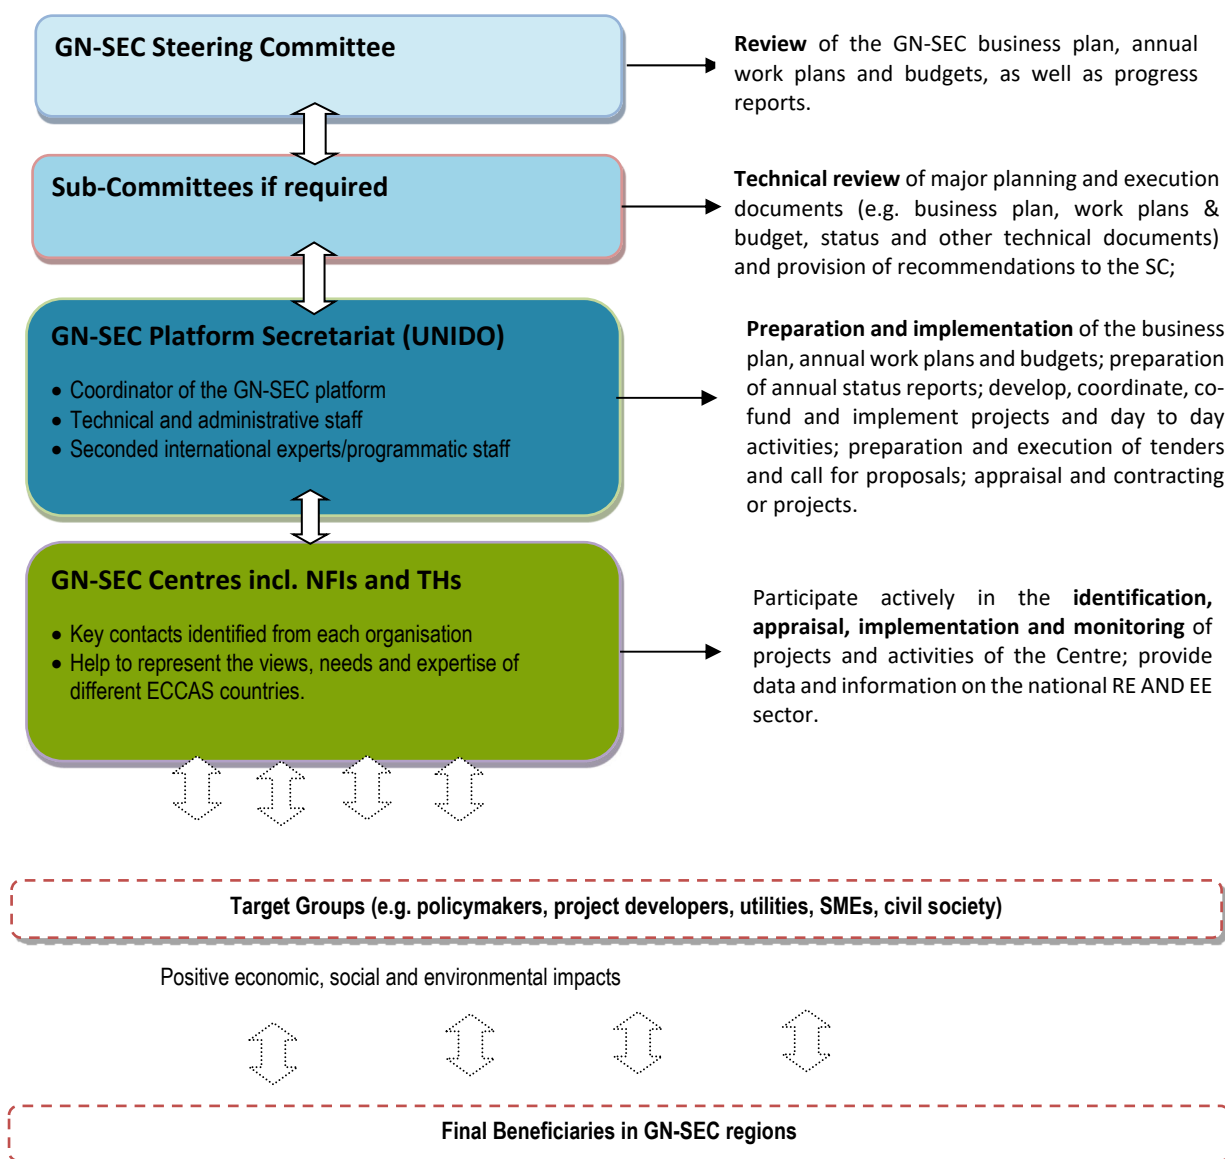 GN-SEC Steering Committee
Review of the GN-SEC business plan, annual
work plans and budgets, as well as progress
reports.
Sub-Committees if required
Technical review of major planning and execution
documents (e.g. business plan, work plans &
budget, status and other technical documents)
and provision of recommendations to the SC;
GN-SEC Platform Secretariat (UNIDO)
• Coordinator of the GN-SEC platform
• Technical and administrative staff
• Seconded international experts/programmatic staff
Preparation and implementation of the business
plan, annual work plans and budgets; preparation
of annual status reports; develop, coordinate, co-
fund and implement projects and day to day
activities; preparation and execution of tenders
and call for proposals; appraisal and contracting
or projects.
GN-SEC Centres incl. NFIs and THs
• Key contacts identified from each organisation
• Help to represent the views, needs and expertise of
different ECCAS countries.
Participate actively in the identification,
appraisal, implementation and monitoring of
projects and activities of the Centre; provide
data and information on the national RE AND EE
sector.
Target Groups (e.g. policymakers, project developers, utilities, SMEs, civil society)
Positive economic, social and environmental impacts
Final Beneficiaries in GN-SEC regions